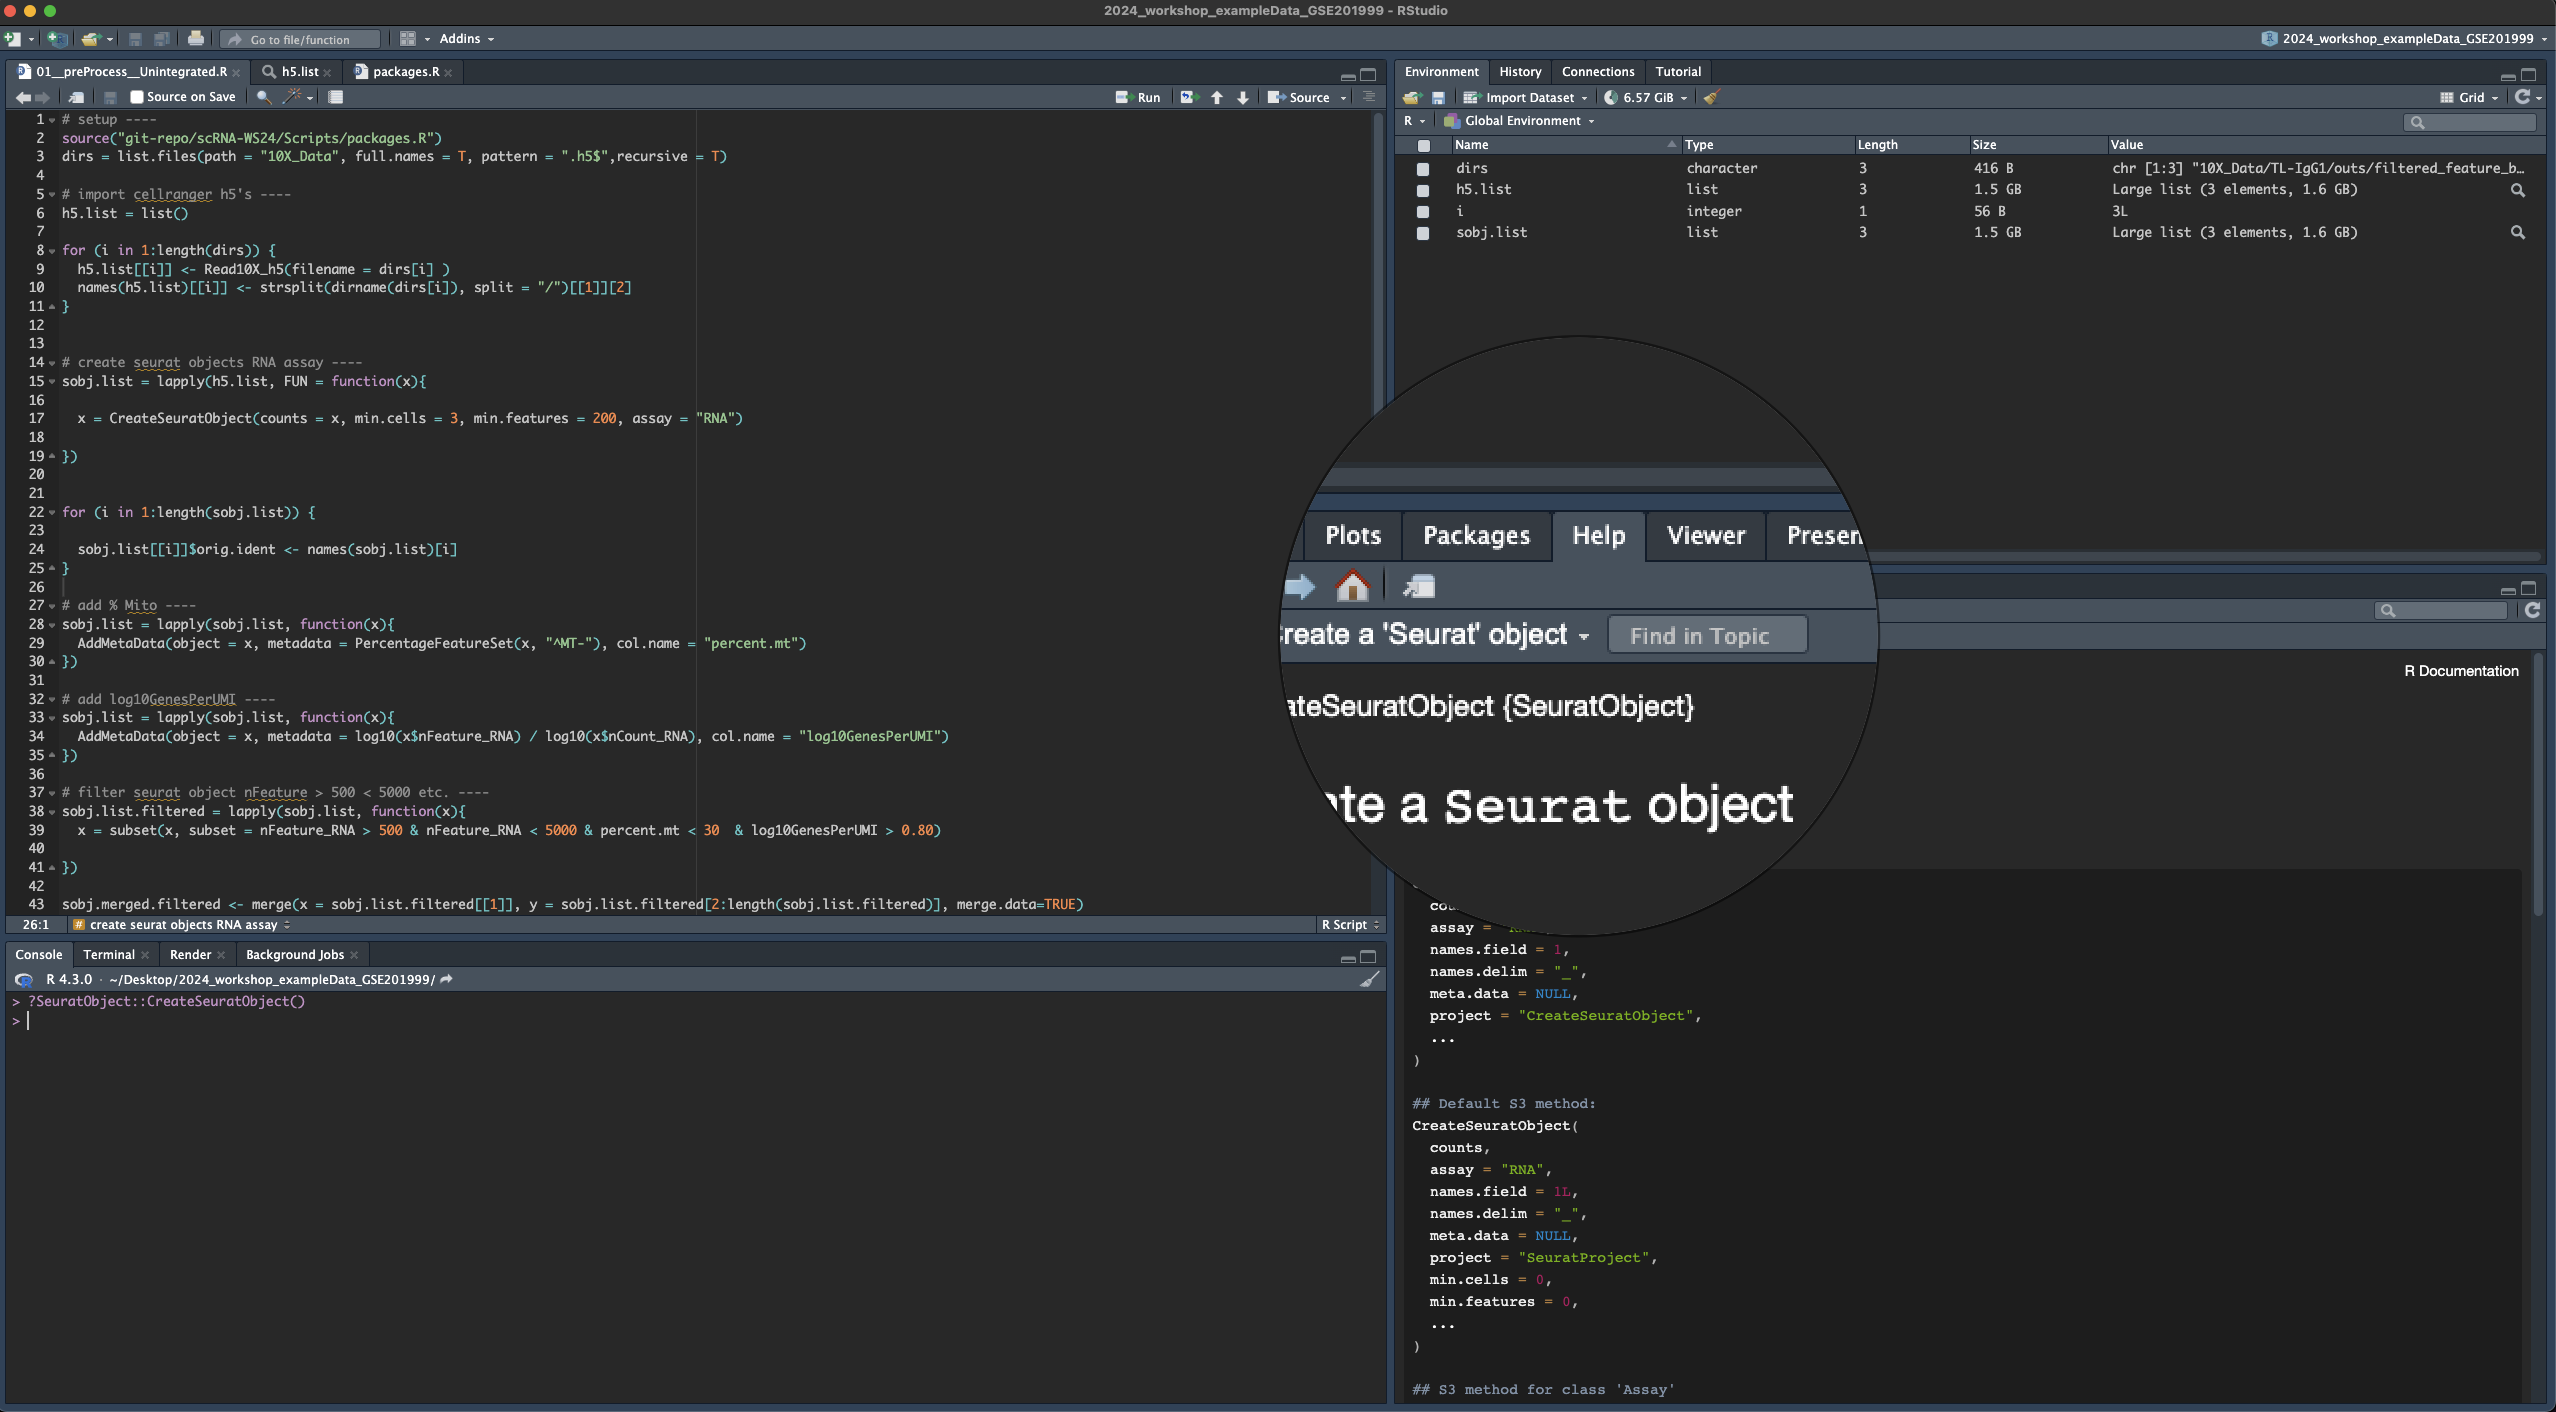 2024_workshop_exampleData_GSE201999 - RStudio
Go to file/function
Addins
2024_workshop_exampleData_GSE201999
01__preProcess__Unintegrated.R
h5.list
packages.R
Source on Save
Run
Source
1 # setup ----
2 source("git-repo/scRNA-WS24/Scripts/packages.R")
3 dirs = list.files(path = "10X_Data", full.names = T, pattern = ".h5$",recursive = T)
4
5 # import cellranger h5's ----
6 h5.list = list()
7
8 for (i in 1:length(dirs)) {
9 h5.list[[i]] <- Read10X_h5(filename = dirs[i] )
10 names(h5.list)[[i]] <- strsplit(dirname(dirs[i]), split = "/")[[1]][2]
11 }
12
13
14 # create seurat objects RNA assay ----
15 sobj.list = lapply(h5.list, FUN = function(x){
16
17 x = CreateSeuratObject(counts = x, min.cells = 3, min.features = 200, assay = "RNA")
18
19 })
20
21
22 for (i in 1:length(sobj.list)) {
23
24 sobj.list[[i]]$orig.ident <- names(sobj.list)[i]
25 }
26
27 # add % Mito ----
28 sobj.list = lapply(sobj.list, function(x){
29 AddMetaData(object = x, metadata = PercentageFeatureSet(x, "^MT-"), col.name = "percent.mt")
30 })
31
32 # add log10GenesPerUMI ----
33 sobj.list = lapply(sobj.list, function(x){
34 AddMetaData(object = x, metadata = log10(x$nFeature_RNA) / log10(x$nCount_RNA), col.name = "log10GenesPerUMI")
35 })
36
37 # filter seurat object nFeature > 500 < 5000 etc. ----
38 sobj.list.filtered = lapply(sobj.list, function(x){
39 x = subset(x, subset = nFeature_RNA > 500 & nFeature_RNA < 5000 & percent.mt < 30  & log10GenesPerUMI > 0.80)
40
41 })
42
43 sobj.merged.filtered <- merge(x = sobj.list.filtered[[1]], y = sobj.list.filtered[2:length(sobj.list.filtered)], merge.data=TRUE)
26:1
# create seurat objects RNA assay
R Script
Console
Terminal
Render
Background Jobs
R 4.3.0 · ~/Desktop/2024_workshop_exampleData_GSE201999/
> ?SeuratObject::CreateSeuratObject()
>
Environment
History
Connections
Tutorial
Import Dataset
6.57 GiB
Grid
R
Global Environment
Name Type Length Size Value
dirs character 3 416 B chr [1:3] "10X_Data/TL-IgG1/outs/filtered_feature_b…
h5.list list 3 1.5 GB Large list (3 elements, 1.6 GB)
i integer 1 56 B 3L
sobj.list list 3 1.5 GB Large list (3 elements, 1.6 GB)
Plots
Packages
Help
Viewer
Presen
reate a 'Seurat' object
Find in Topic
ateSeuratObject {SeuratObject}
R Documentation
te a Seurat object
assay =
names.field = 1,
names.delim = "_",
meta.data = NULL,
project = "CreateSeuratObject",
...
)
## Default S3 method:
CreateSeuratObject(
counts,
assay = "RNA",
names.field = 1L,
names.delim = "_",
meta.data = NULL,
project = "SeuratProject",
min.cells = 0,
min.features = 0,
...
)
## S3 method for class 'Assay'